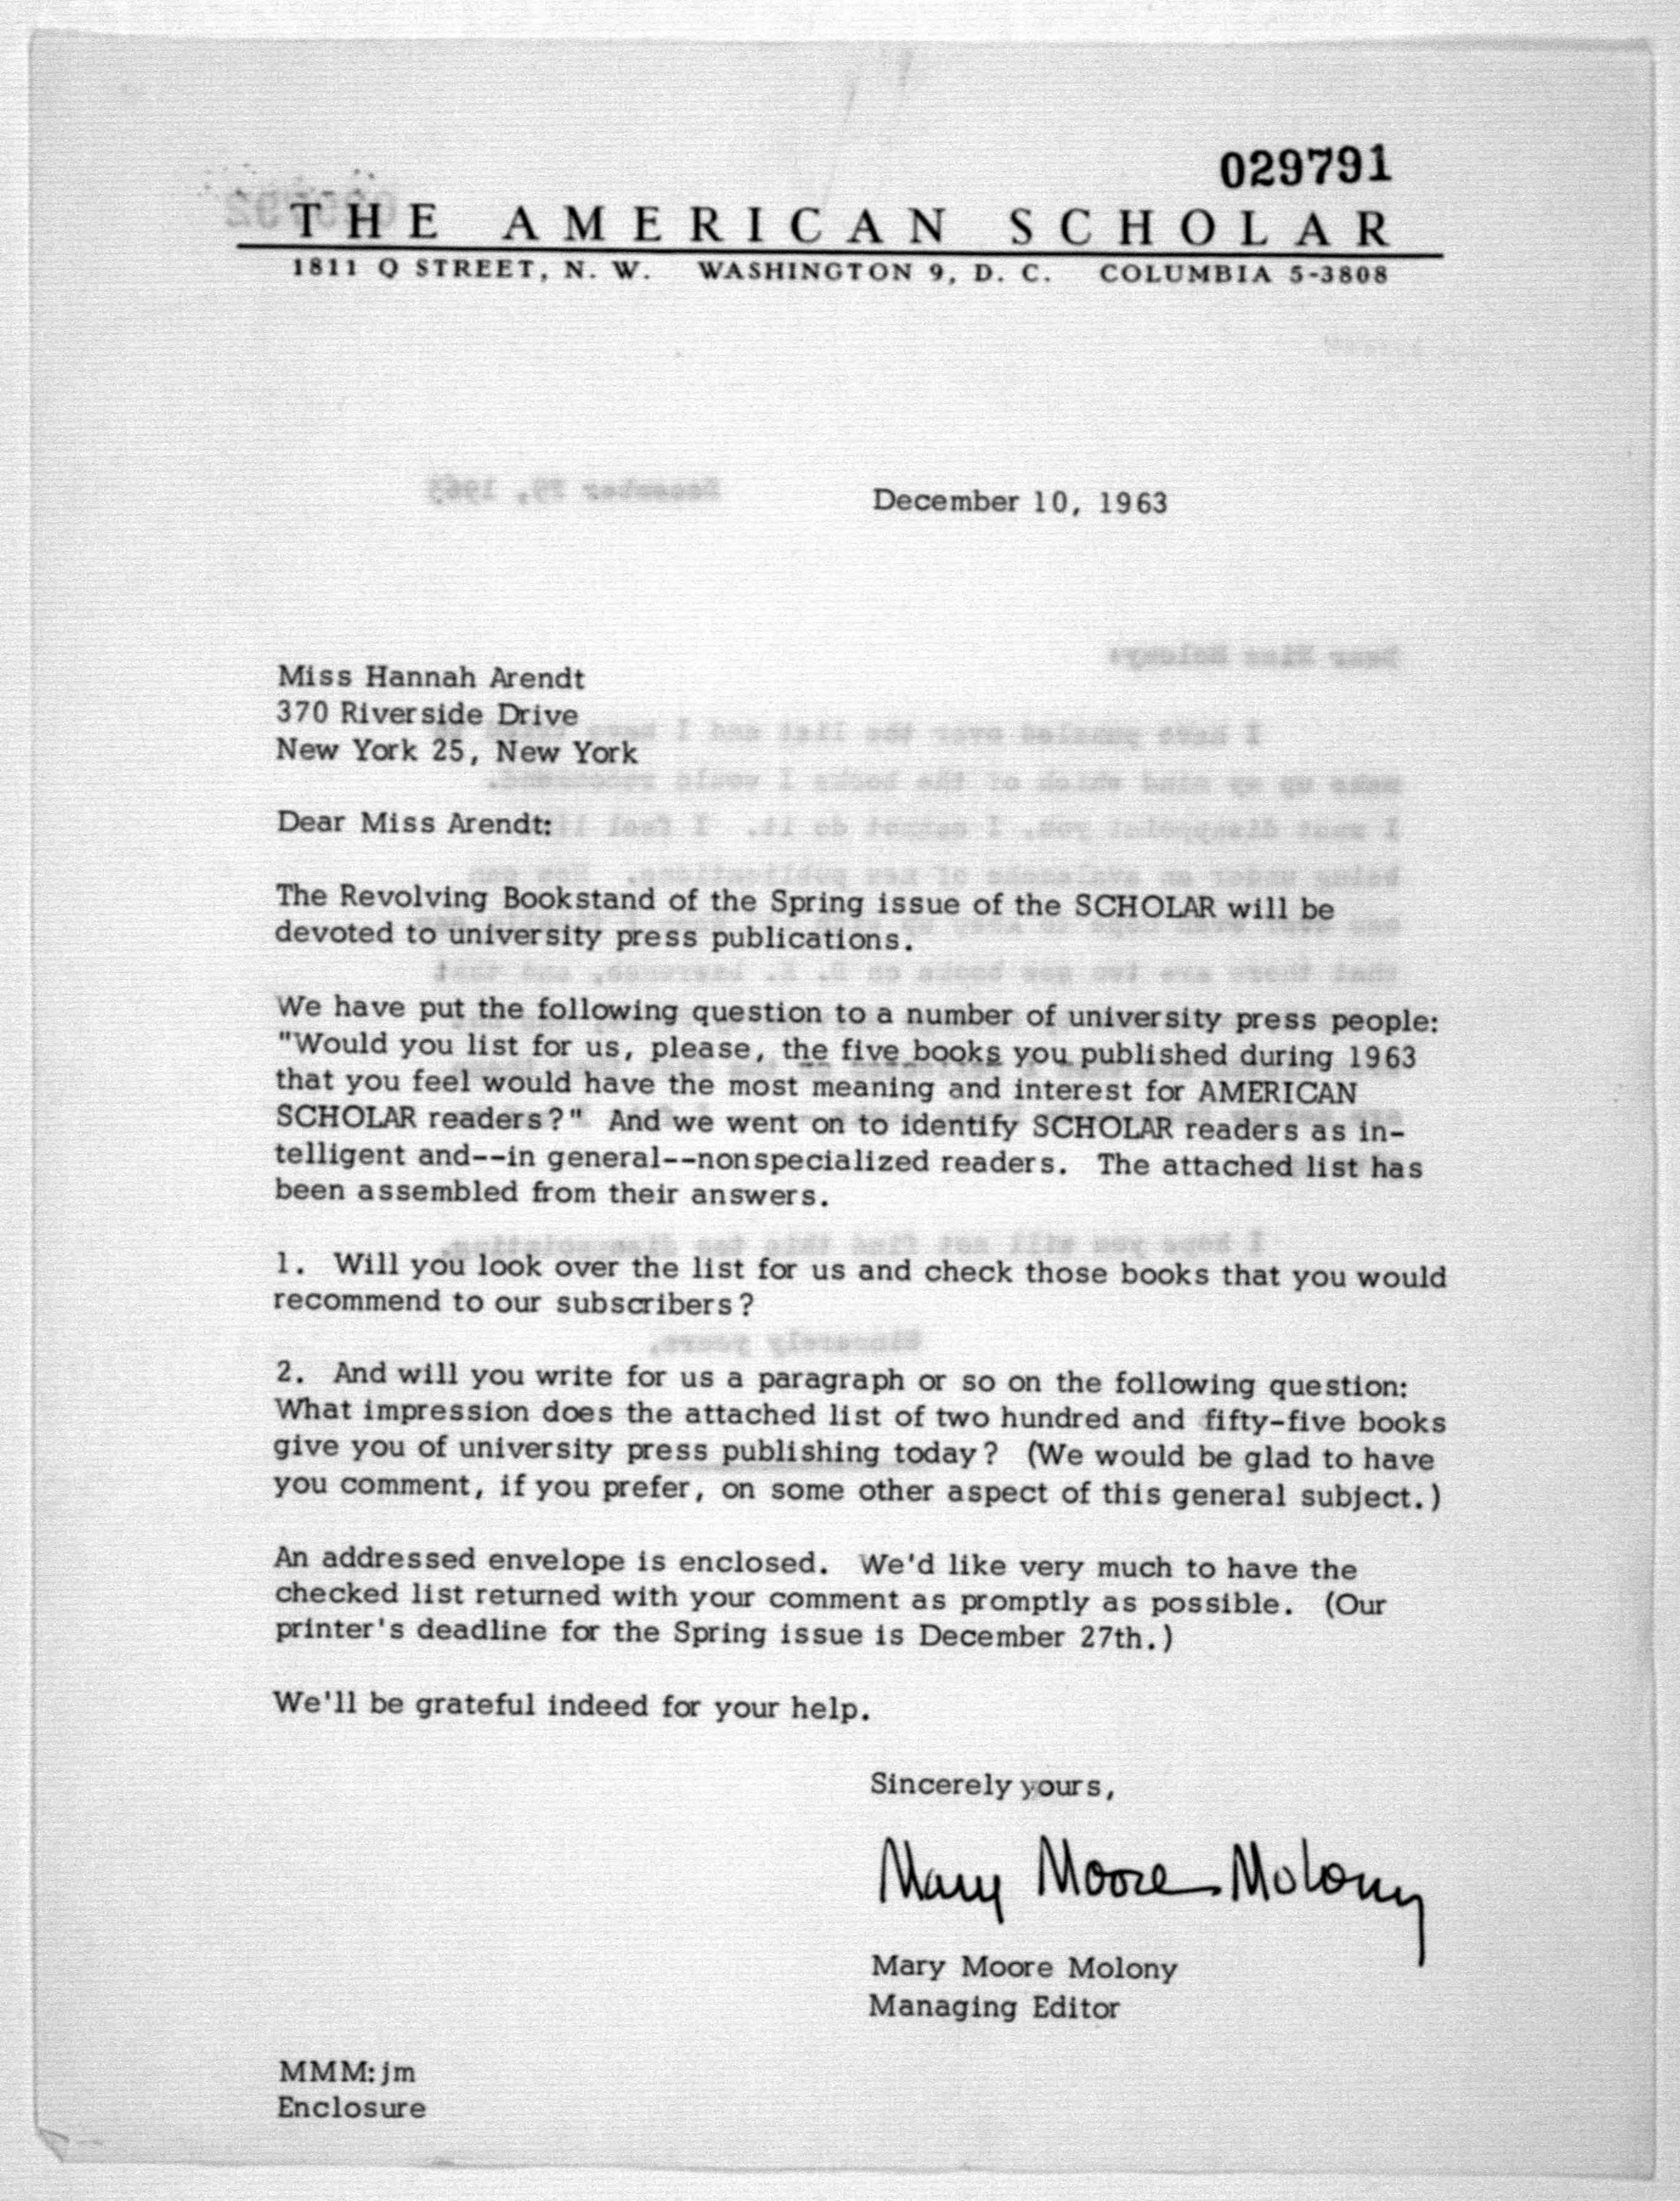 029791
THE AMERICAN SCHOLAR
1811 Q STREET, N. W. WASHINGTON 9, D. C. COLUMBIA 5-3808
December 10, 1963
Miss Hannah Arendt
370 Riverside Drive
New York 25, New York
Dear Miss Arendt:
The Revolving Bookstand of the Spring issue of the SCHOLAR will be
devoted to university press publications.
We have put the following question to a number of university press people:
"Would you list for us, please, the five books you published during 1963
that you feel would have the most meaning and interest for AMERICAN
SCHOLAR readers?" And we went on to identify SCHOLAR readers as in-
telligent and--in general--nonspecialized readers. The attached list has
been assembled from their answers.
1. Will you look over the list for us and check those books that you would
recommend to our subscribers?
2. And will you write for us a paragraph or so on the following question:
What impression does the attached list of two hundred and fifty-five books
give you of university press publishing today? (We would be glad to have
you comment, if you prefer, on some other aspect of this general subject.)
An addressed envelope is enclosed. We'd like very much to have the
checked list returned with your comment as promptly as possible. (Our
printer's deadline for the Spring issue is December 27th.)
We'll be grateful indeed for your help.
Sincerely yours,
Mary Moore Molony
Mary Moore Molony
Managing Editor
MMM:jm
Enclosure